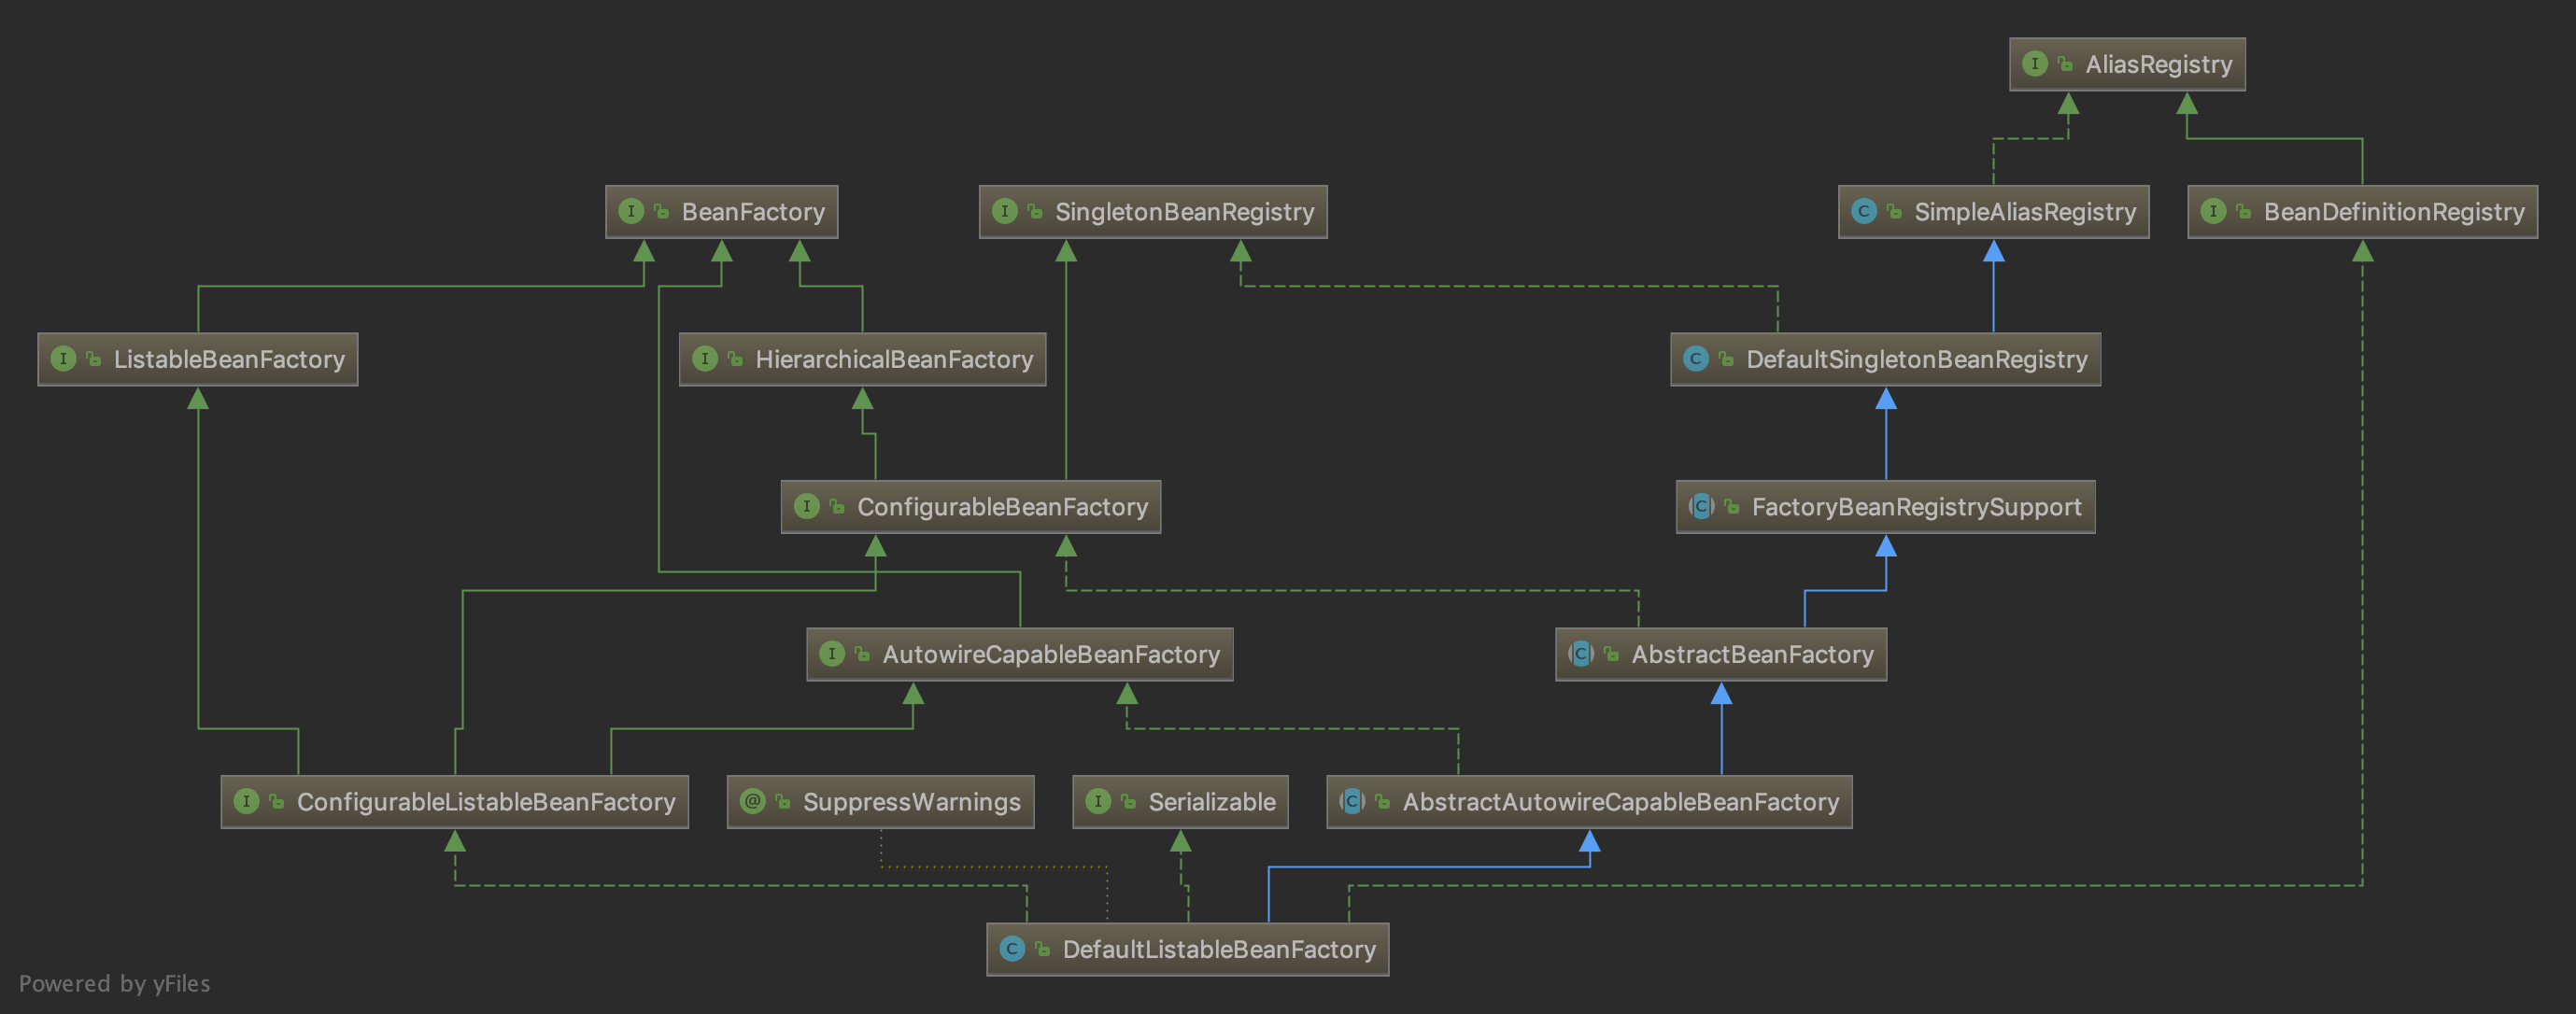 I AliasRegistry
I BeanFactory
I SingletonBeanRegistry
C SimpleAliasRegistry
I BeanDefinitionRegistry
I ListableBeanFactory
I HierarchicalBeanFactory
C DefaultSingletonBeanRegistry
I ConfigurableBeanFactory
C FactoryBeanRegistrySupport
I AutowireCapableBeanFactory
C AbstractBeanFactory
I ConfigurableListableBeanFactory
@ SuppressWarnings
I Serializable
C AbstractAutowireCapableBeanFactory
C DefaultListableBeanFactory
Powered by yFiles